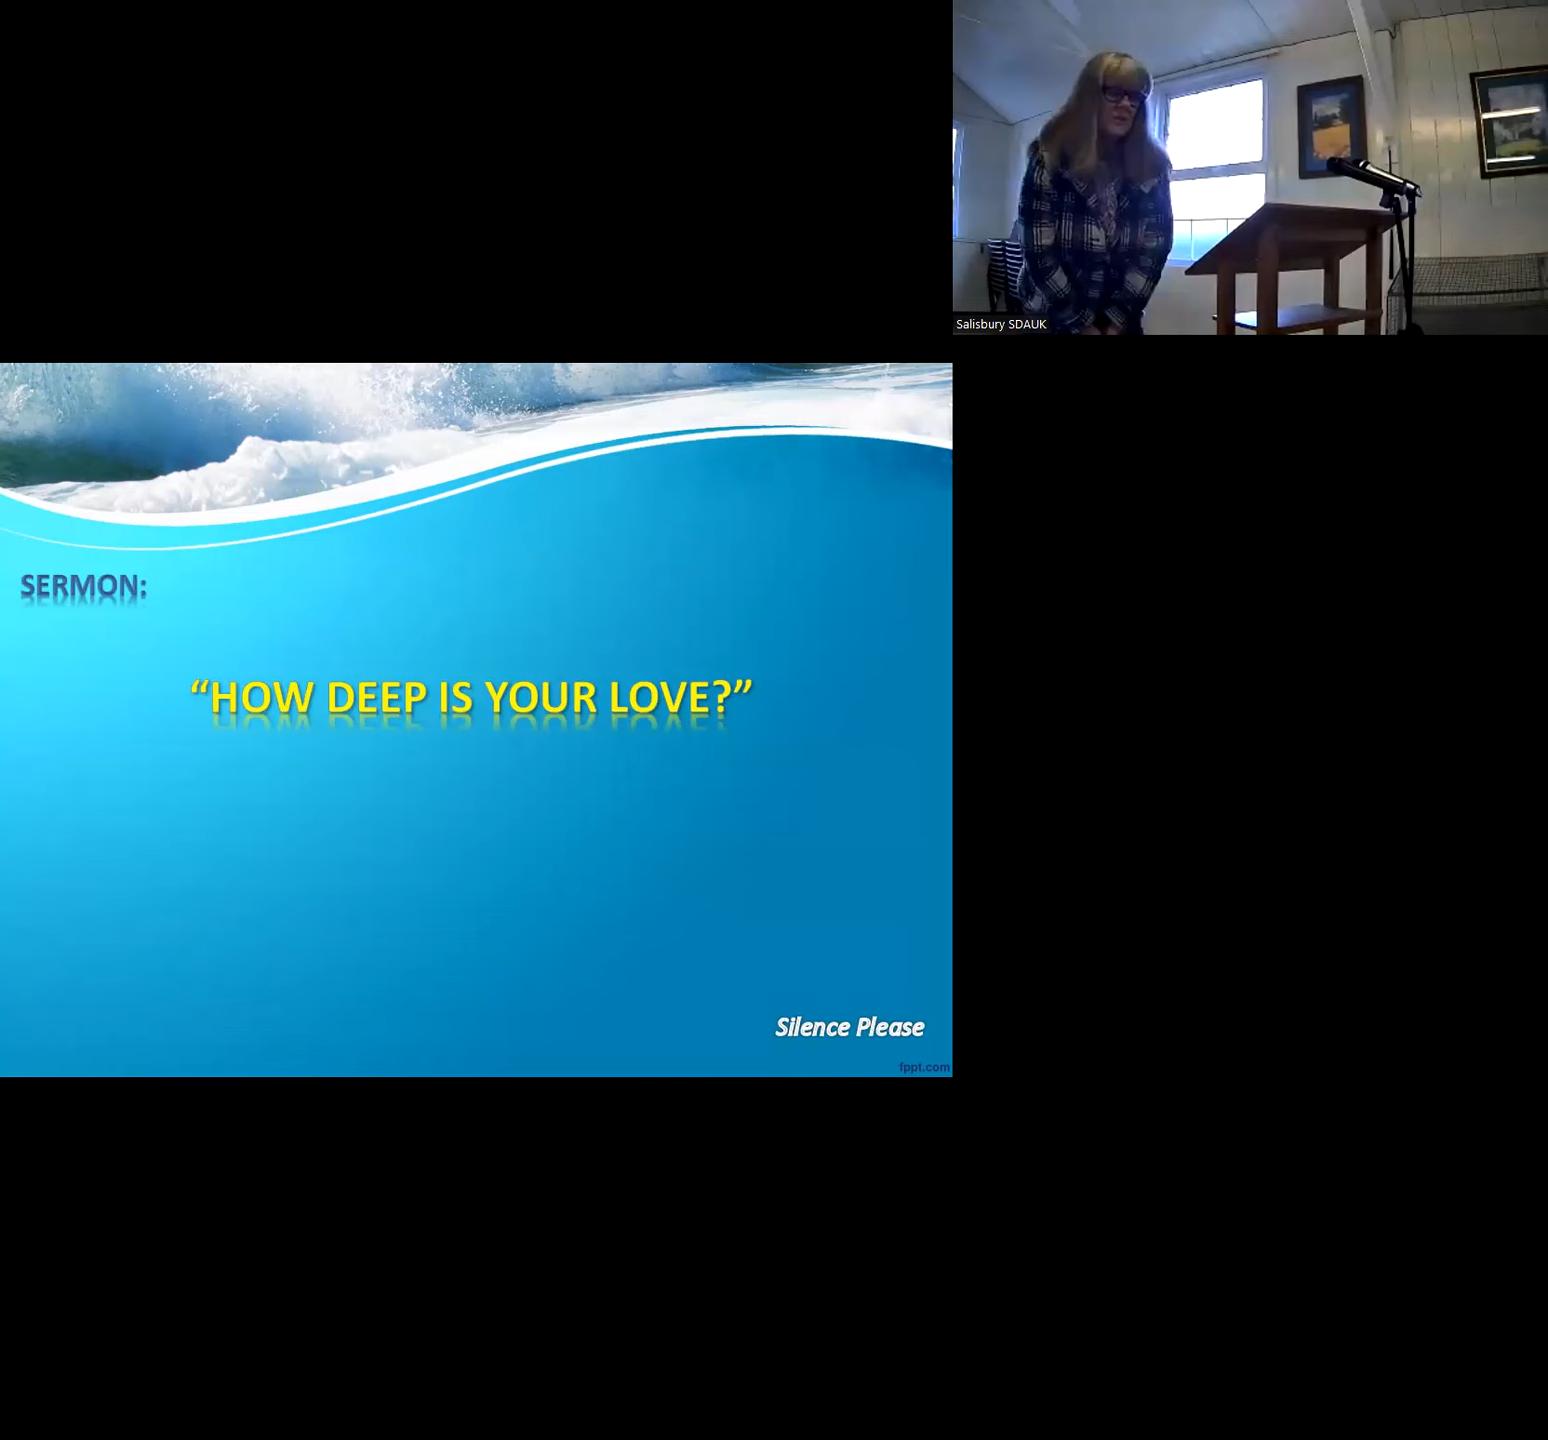 Salisbury SDAUK
SERMON:
“HOW DEEP IS YOUR LOVE?”
Silence Please
fppt.com